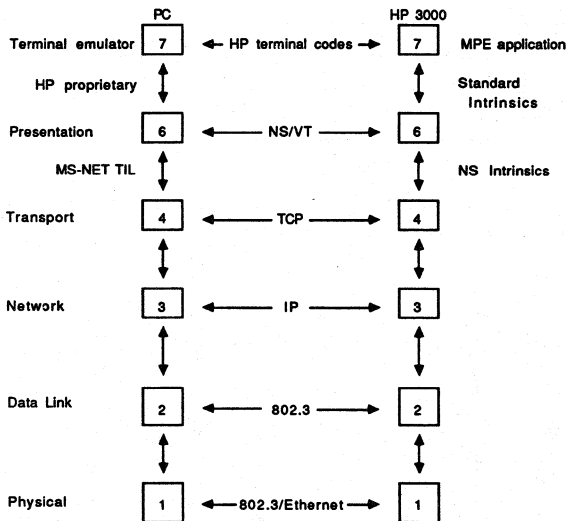 PC HP 3000
Terminal emulator 7 HP terminal codes 7 MPE application
HP proprietary Standard
Intrinsics
Presentation 6 NS/VT 6
MS-NET TIL NS Intrinsics
Transport 4 TCP 4
Network 3 IP 3
Data Link 2 802.3 2
Physical 1 802.3/Ethernet 1